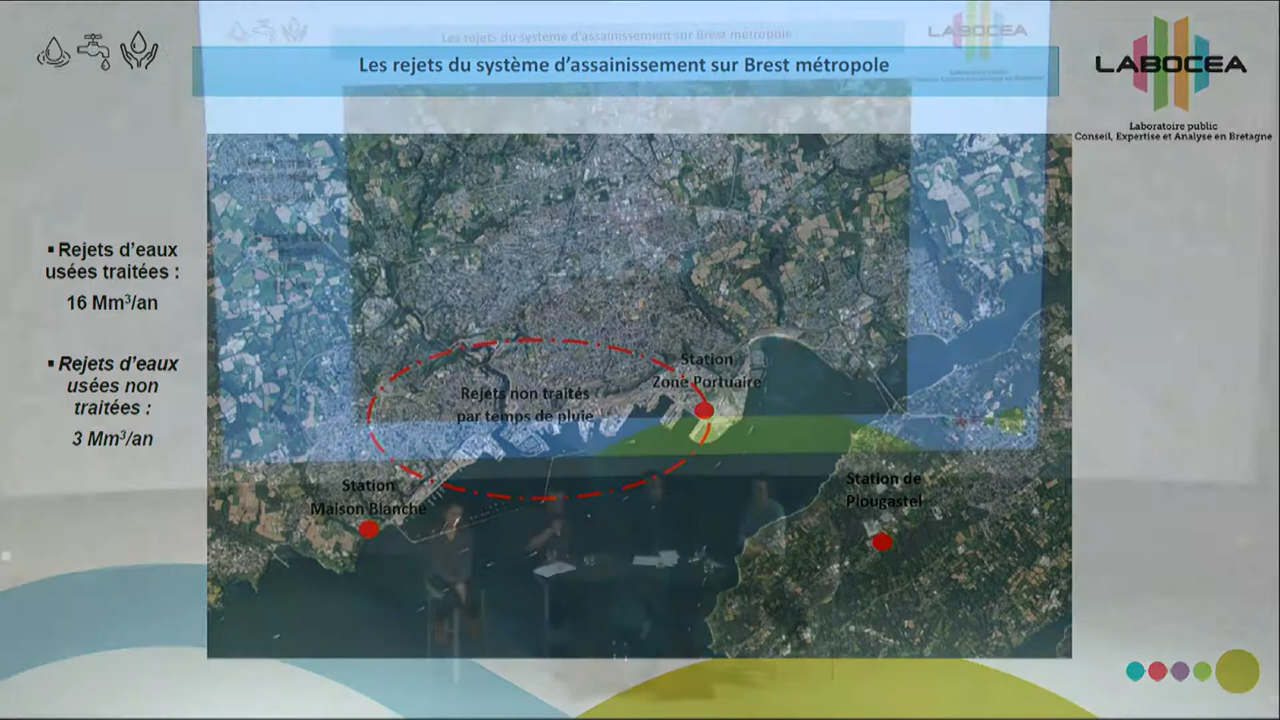 Les rejets du système d'assainissement sur Brest métropole
LABOCEA
Les rejets du système d'assainissement sur Brest métropole
LABOCEA
Laboratoire public
Conseil, Expertise et Analyse en Bretagne
▪ Rejets d'eaux
usées traitées :
16 Mm³/an
▪ Rejets d'eaux
usées non
traitées :
3 Mm³/an
Station
Zone Portuaire
Rejets non traités
par temps de pluie
Station
Maison Blanche
Station de
Plougastel